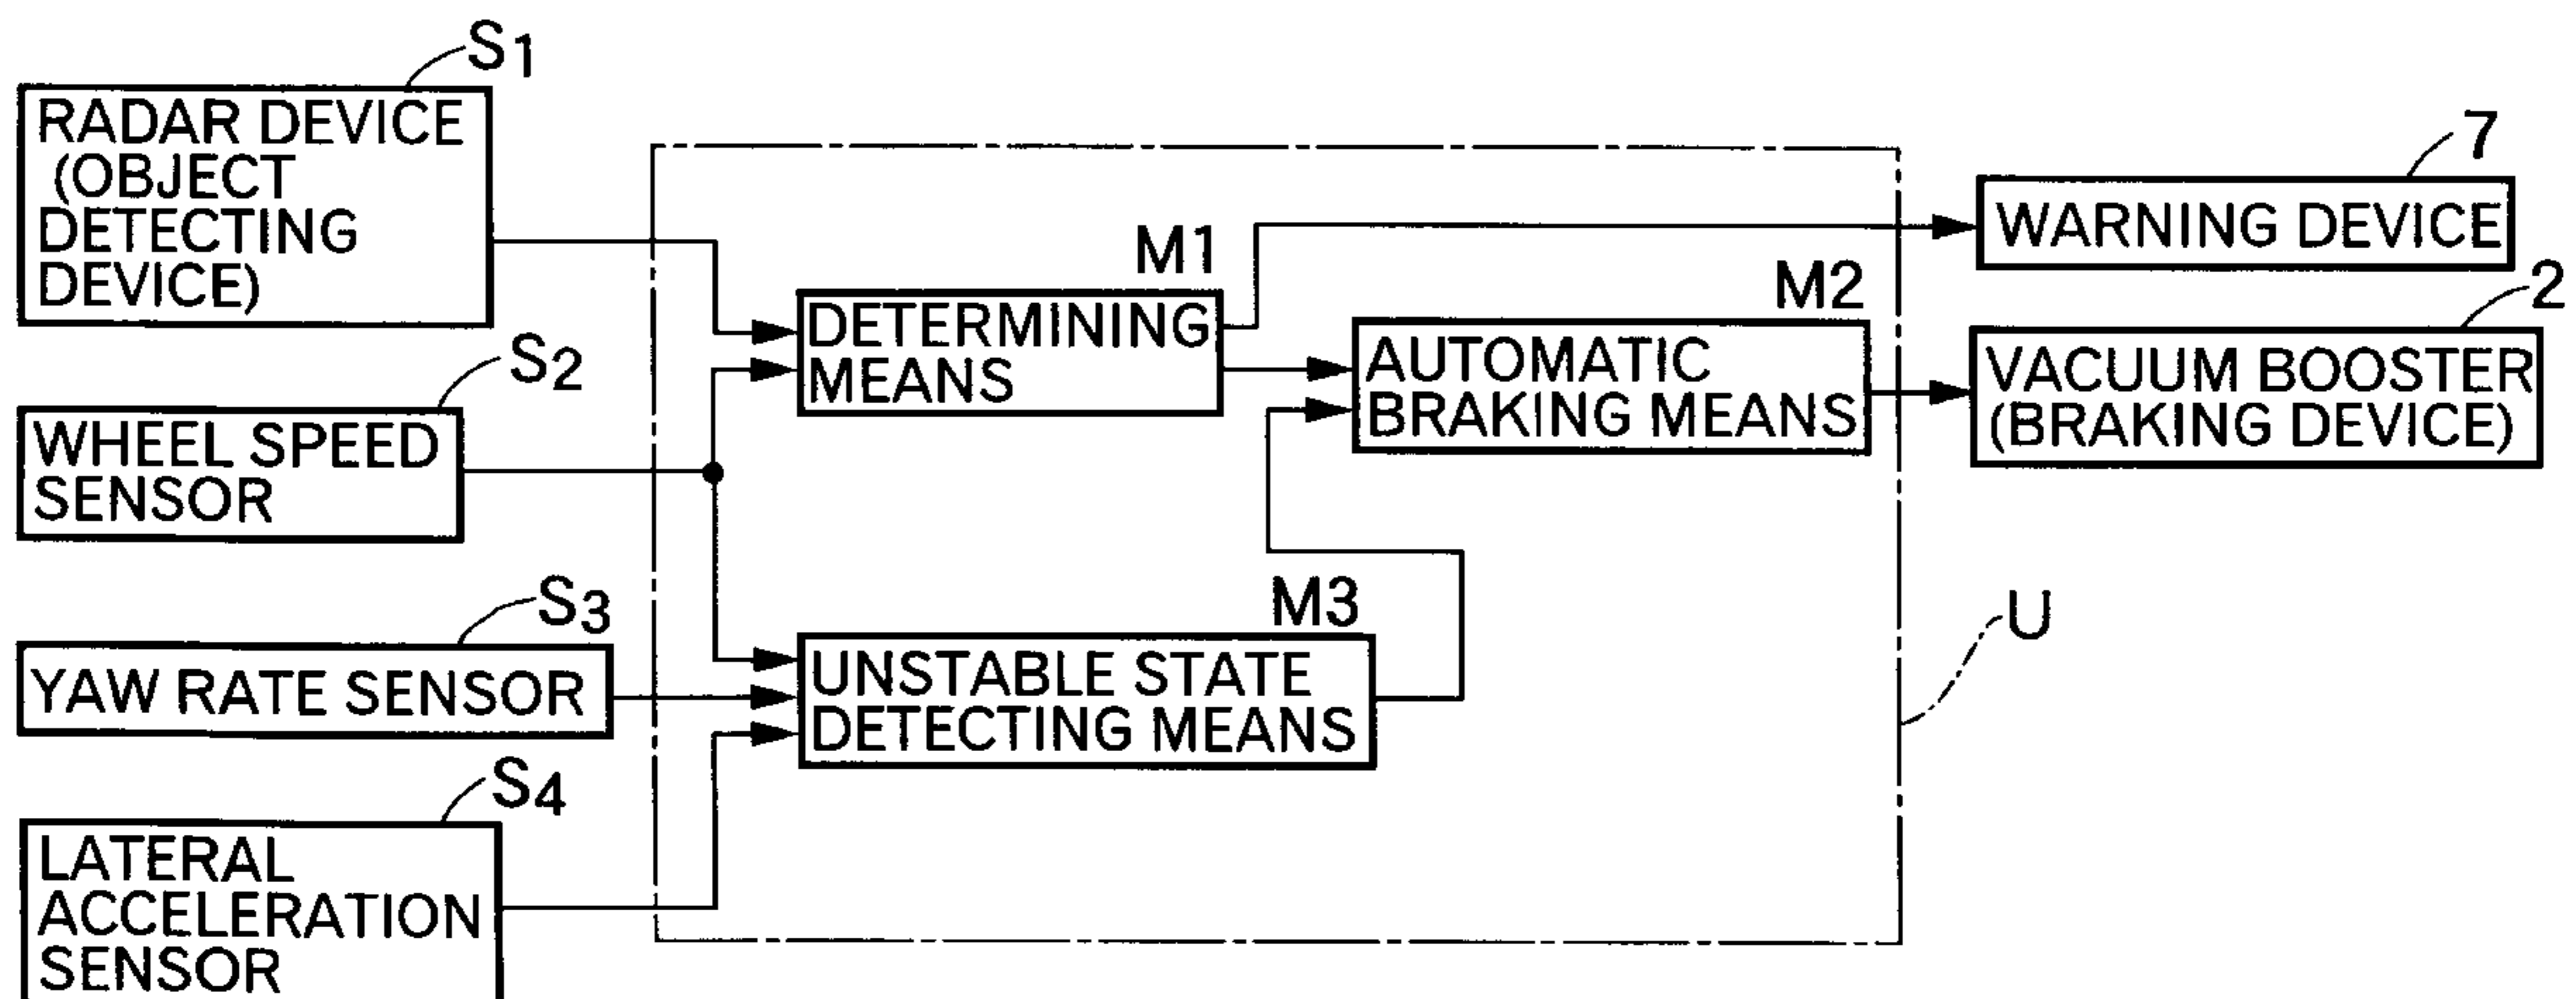 S1
RADAR DEVICE
(OBJECT
DETECTING
DEVICE)
S2
WHEEL SPEED
SENSOR
S3
YAW RATE SENSOR
S4
LATERAL
ACCELERATION
SENSOR
M1
DETERMINING
MEANS
M2
AUTOMATIC
BRAKING MEANS
M3
UNSTABLE STATE
DETECTING MEANS
7
WARNING DEVICE
2
VACUUM BOOSTER
(BRAKING DEVICE)
U